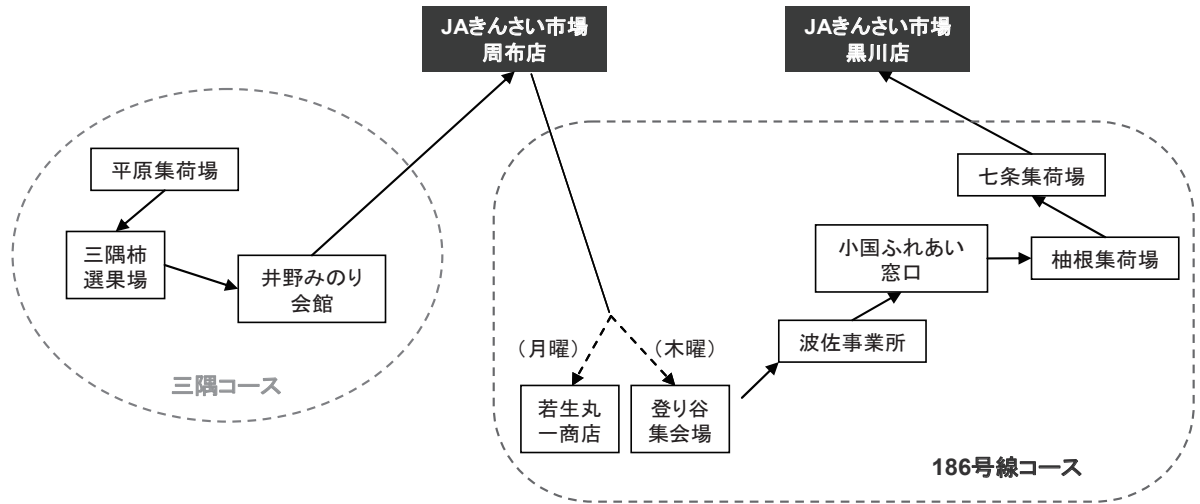 JAきんさい市場
周布店
JAきんさい市場
黒川店
平原集荷場
三隅柿
選果場
井野みのり
会館
三隅コース
七条集荷場
小国ふれあい
窓口
柚根集荷場
波佐事業所
（月曜）
（木曜）
若生丸
一商店
登り谷
集会場
186号線コース